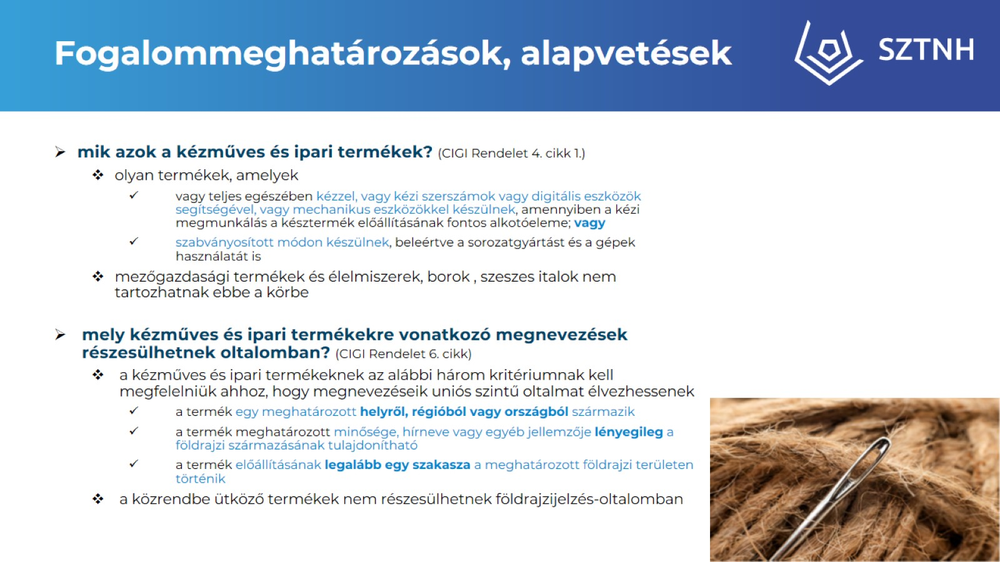 Fogalommeghatározások, alapvetések
SZTNH
mik azok a kézműves és ipari termékek? (CIGI Rendelet 4. cikk 1.)
olyan termékek, amelyek
vagy teljes egészében kézzel, vagy kézi szerszámok vagy digitális eszközök
segítségével, vagy mechanikus eszközökkel készülnek, amennyiben a kézi
megmunkálás a késztermék előállításának fontos alkotóeleme; vagy
szabványosított módon készülnek, beleértve a sorozatgyártást és a gépek
használatát is
mezőgazdasági termékek és élelmiszerek, borok , szeszes italok nem
tartozhatnak ebbe a körbe
mely kézműves és ipari termékekre vonatkozó megnevezések
részesülhetnek oltalomban? (CIGI Rendelet 6. cikk)
a kézműves és ipari termékeknek az alábbi három kritériumnak kell
megfelelniük ahhoz, hogy megnevezéseik uniós szintű oltalmat élvezhessenek
a termék egy meghatározott helyről, régióból vagy országból származik
a termék meghatározott minősége, hírneve vagy egyéb jellemzője lényegileg a
földrajzi származásának tulajdonítható
a termék előállításának legalább egy szakasza a meghatározott földrajzi területen
történik
a közrendbe ütköző termékek nem részesülhetnek földrajzijelzés-oltalomban